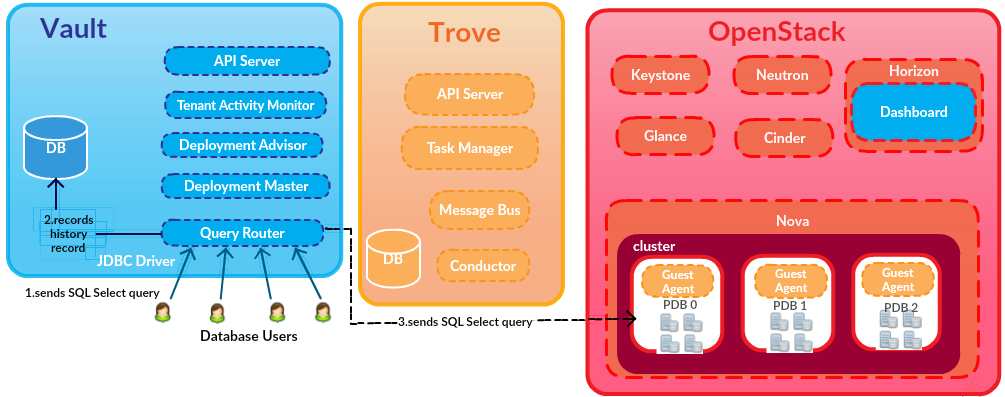 Vault
API Server
Tenant Activity Monitor
Deployment Advisor
Deployment Master
Query Router
DB
2.records
history
record
JDBC Driver
1.sends SQL Select query
Database Users
Trove
API Server
Task Manager
Message Bus
Conductor
DB
3.sends SQL Select query
OpenStack
Keystone
Neutron
Horizon
Dashboard
Glance
Cinder
Nova
cluster
Guest
Agent
PDB 0
Guest
Agent
PDB 1
Guest
Agent
PDB 2